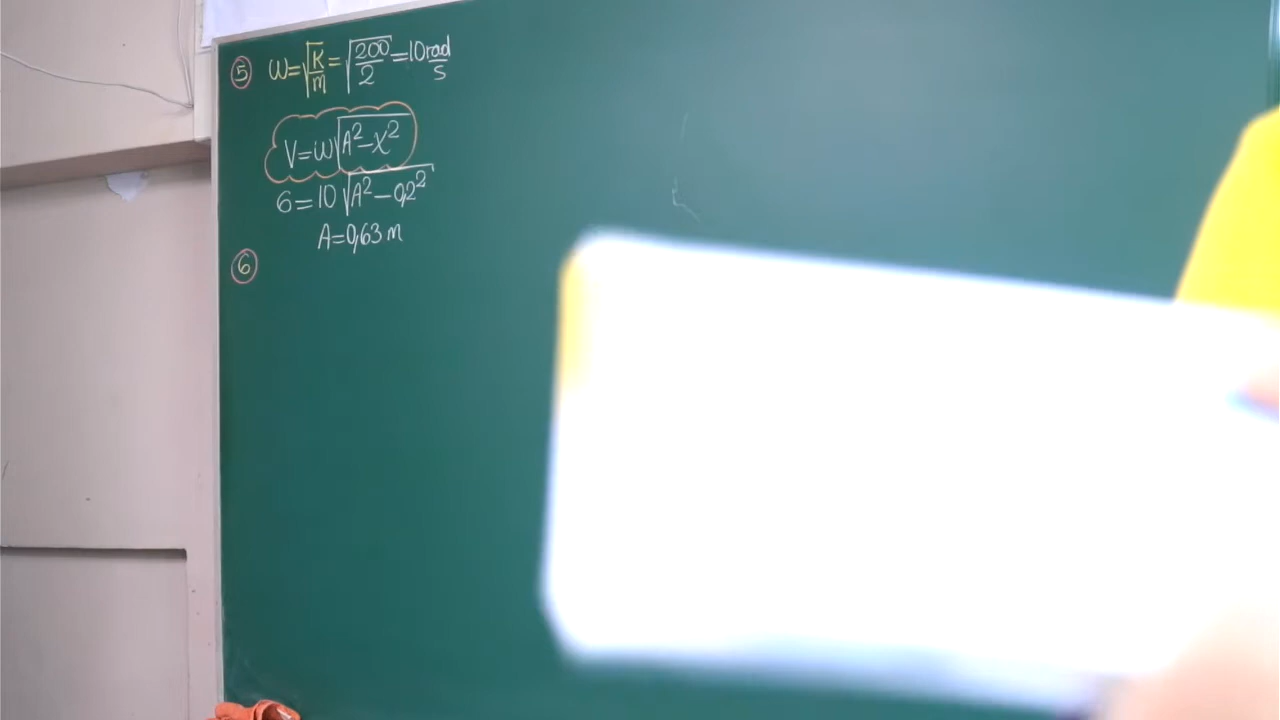 5 ω=√K/m=√200/2=10 rad/s
V=ω√A²-x²
6=10√A²-0,2²
A=0,63 m
6